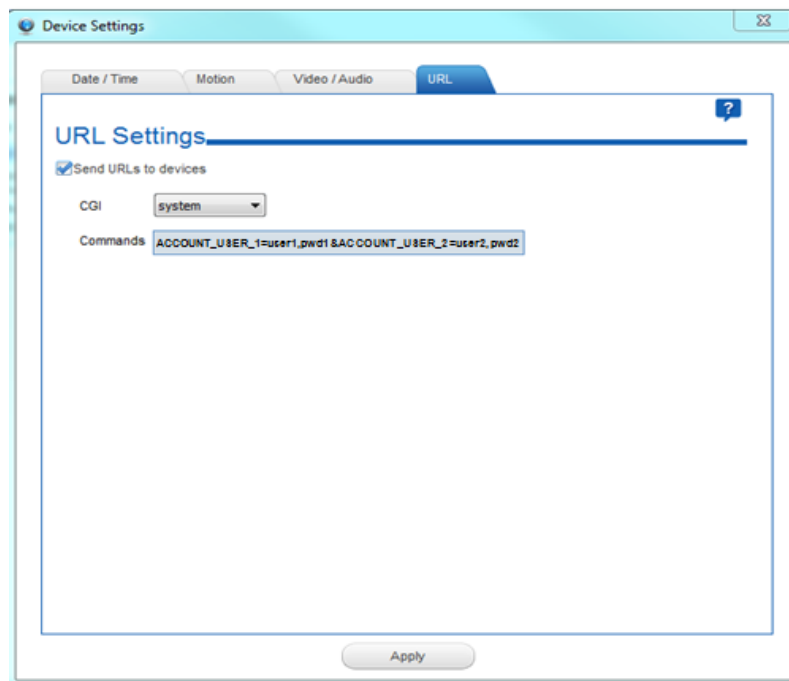 Device Settings
Date / Time Motion Video / Audio URL
?
URL Settings
Send URLs to devices
CGI system
Commands ACCOUNT_USER_1=user1,pwd1&ACCOUNT_USER_2=user2,pwd2
Apply